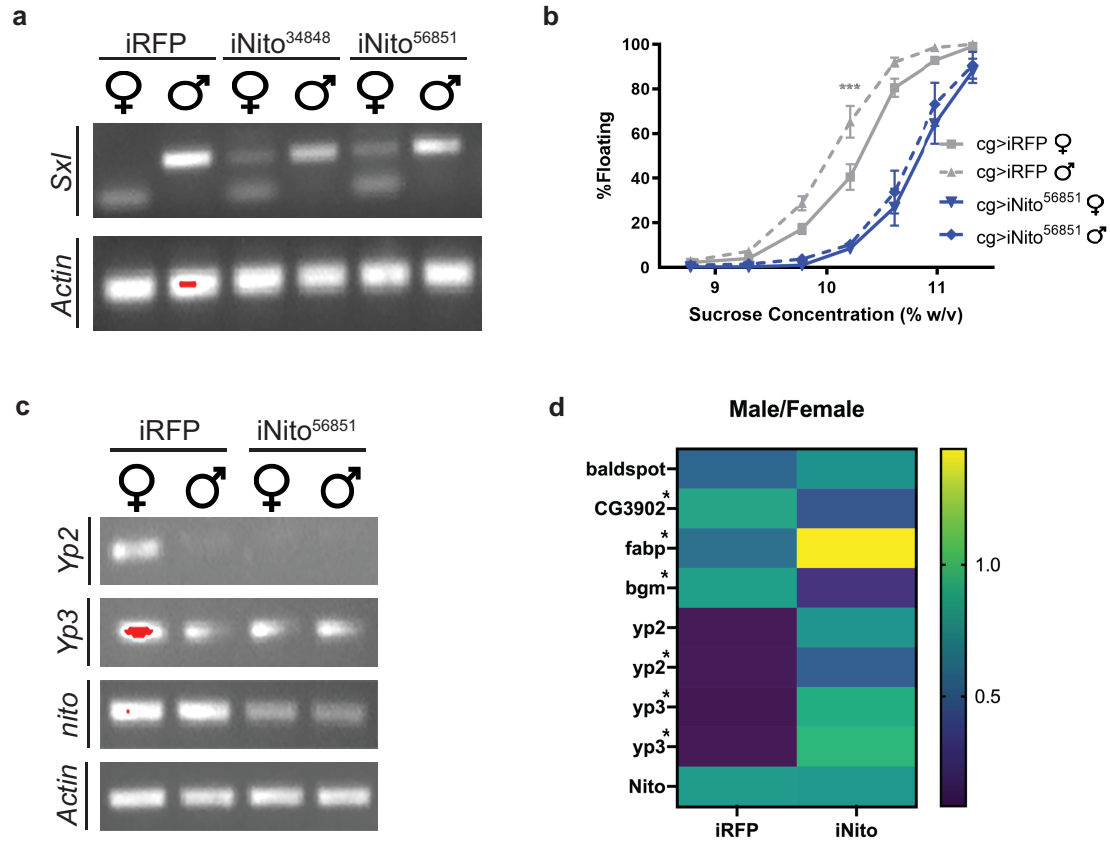 a
iRFP iNito34848 iNito56851
♀ ♂ ♀ ♂ ♀ ♂
Sxl
Actin
b
100
80
60
40
20
0
%Floating
***
9 10 11
Sucrose Concentration (% w/v)
cg>iRFP ♀
cg>iRFP ♂
cg>iNito56851 ♀
cg>iNito56851 ♂
c
iRFP iNito56851
♀ ♂ ♀ ♂
Yp2
Yp3
nito
Actin
d
Male/Female
baldspot
CG3902*
fabp*
bgm*
yp2
yp2*
yp3*
yp3*
Nito
iRFP iNito
1.0
0.5